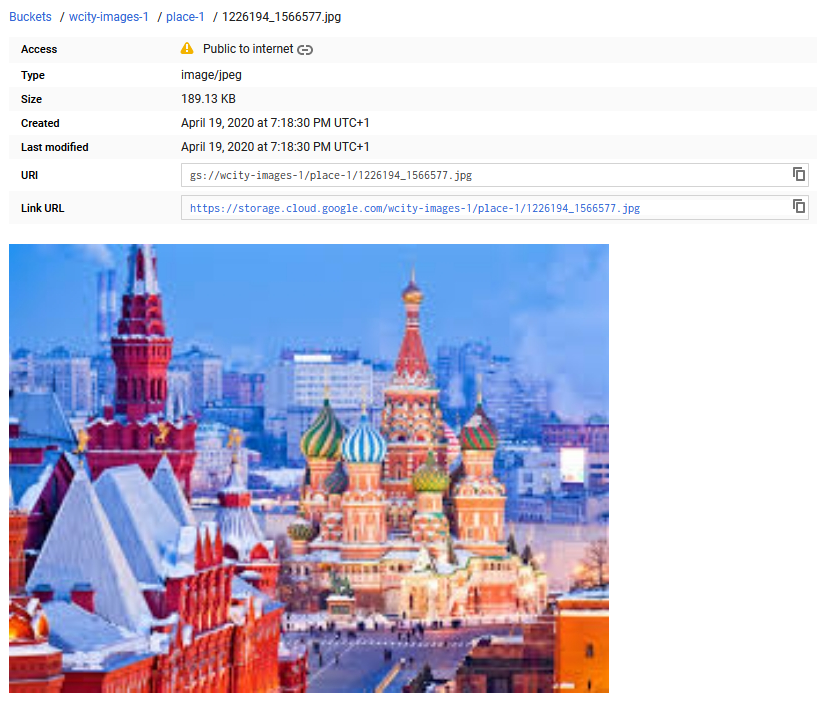 Buckets / wcity-images-1 / place-1 / 1226194_1566577.jpg
Access Public to internet
Type image/jpeg
Size 189.13 KB
Created April 19, 2020 at 7:18:30 PM UTC+1
Last modified April 19, 2020 at 7:18:30 PM UTC+1
URI gs://wcity-images-1/place-1/1226194_1566577.jpg
Link URL https://storage.cloud.google.com/wcity-images-1/place-1/1226194_1566577.jpg